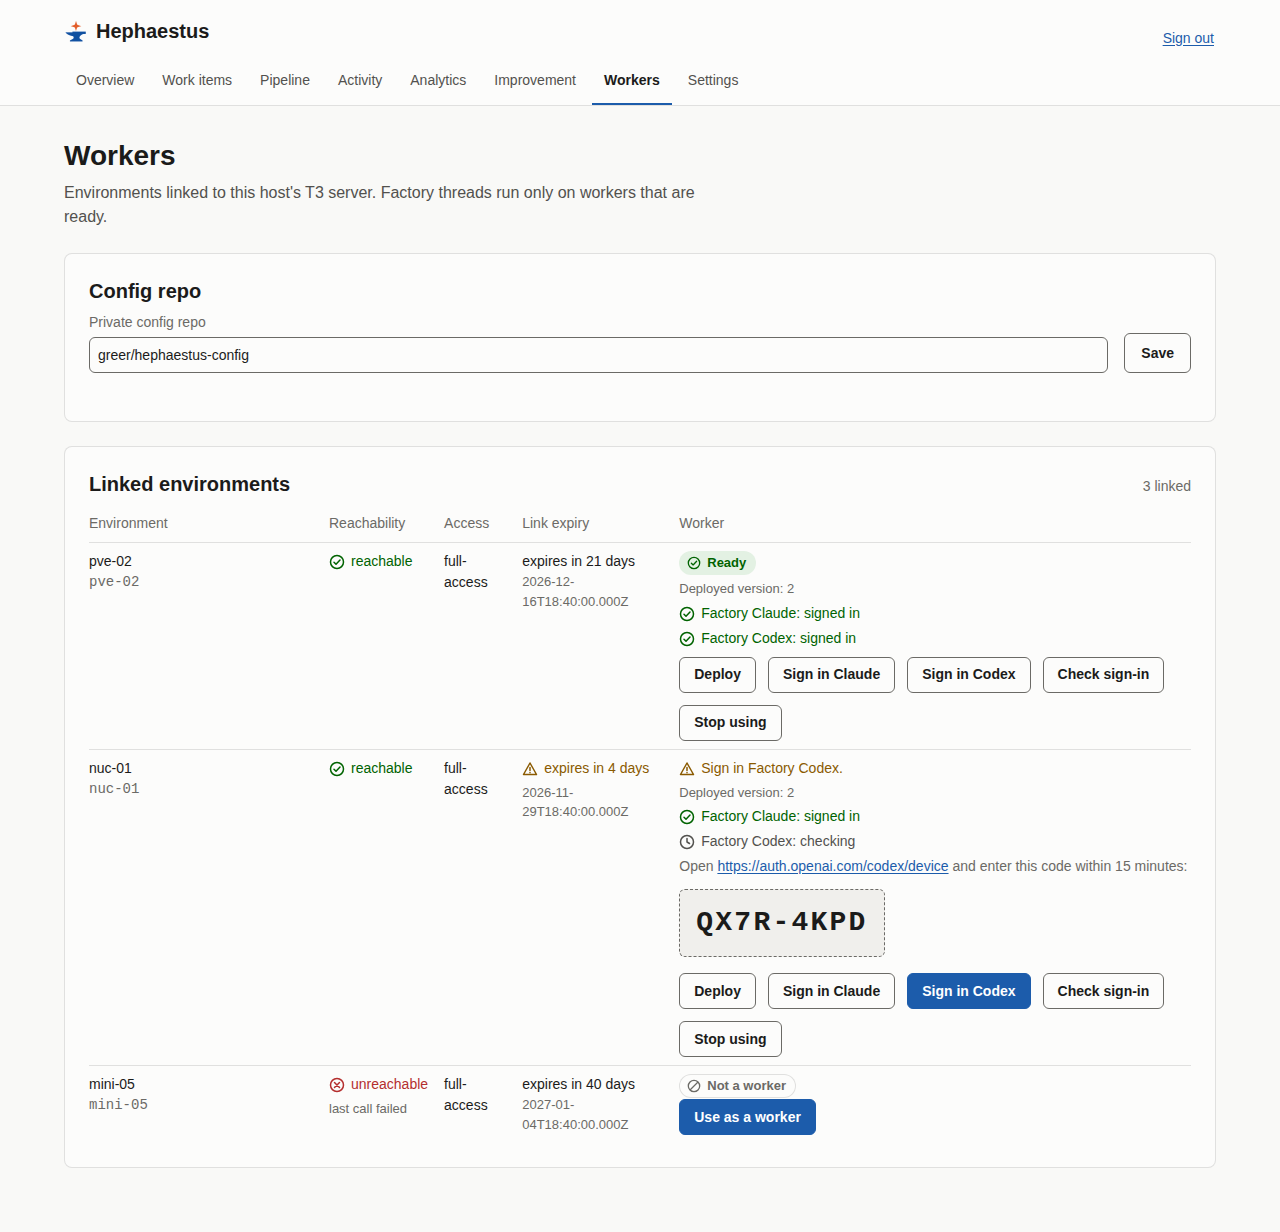 Hephaestus
Sign out
Overview Work items Pipeline Activity Analytics Improvement Workers Settings
Workers
Environments linked to this host's T3 server. Factory threads run only on workers that are
ready.
Config repo
Private config repo
greer/hephaestus-config
Save
Linked environments
3 linked
Environment Reachability Access Link expiry Worker
pve-02
pve-02
reachable
full-
access
expires in 21 days
2026-12-
16T18:40:00.000Z
Ready
Deployed version: 2
Factory Claude: signed in
Factory Codex: signed in
Deploy Sign in Claude Sign in Codex Check sign-in
Stop using
nuc-01
nuc-01
reachable
full-
access
expires in 4 days
2026-11-
29T18:40:00.000Z
Sign in Factory Codex.
Deployed version: 2
Factory Claude: signed in
Factory Codex: checking
Open https://auth.openai.com/codex/device and enter this code within 15 minutes:
QX7R-4KPD
Deploy Sign in Claude Sign in Codex Check sign-in
Stop using
mini-05
mini-05
unreachable
last call failed
full-
access
expires in 40 days
2027-01-
04T18:40:00.000Z
Not a worker
Use as a worker